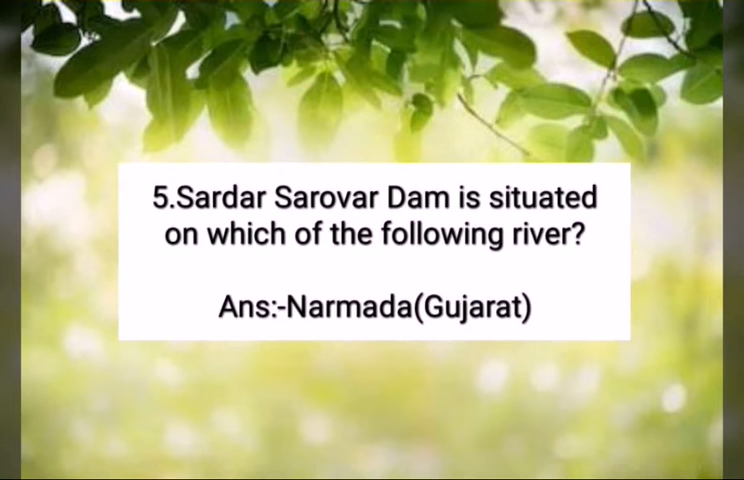 5.Sardar Sarovar Dam is situated
on which of the following river?
Ans:-Narmada(Gujarat)